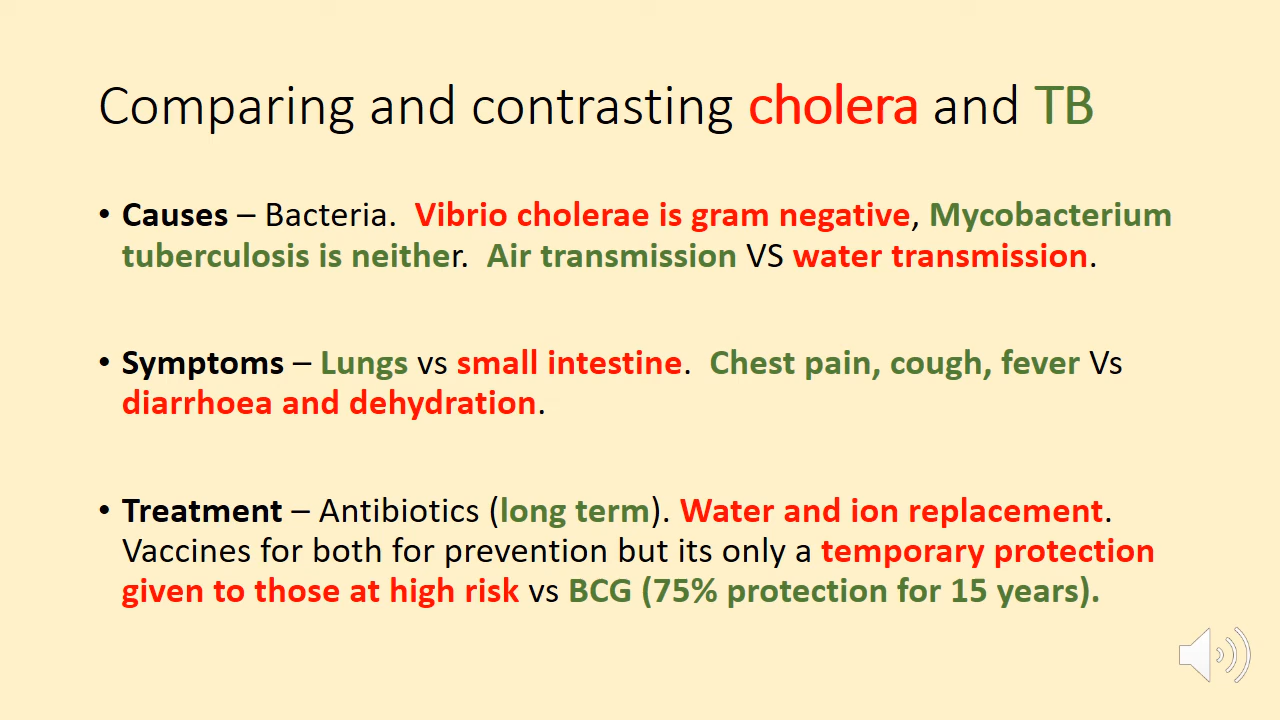 Comparing and contrasting cholera and TB
• Causes – Bacteria.  Vibrio cholerae is gram negative, Mycobacterium
tuberculosis is neither.  Air transmission VS water transmission.
• Symptoms – Lungs vs small intestine.  Chest pain, cough, fever Vs
diarrhoea and dehydration.
• Treatment – Antibiotics (long term). Water and ion replacement.
Vaccines for both for prevention but its only a temporary protection
given to those at high risk vs BCG (75% protection for 15 years).